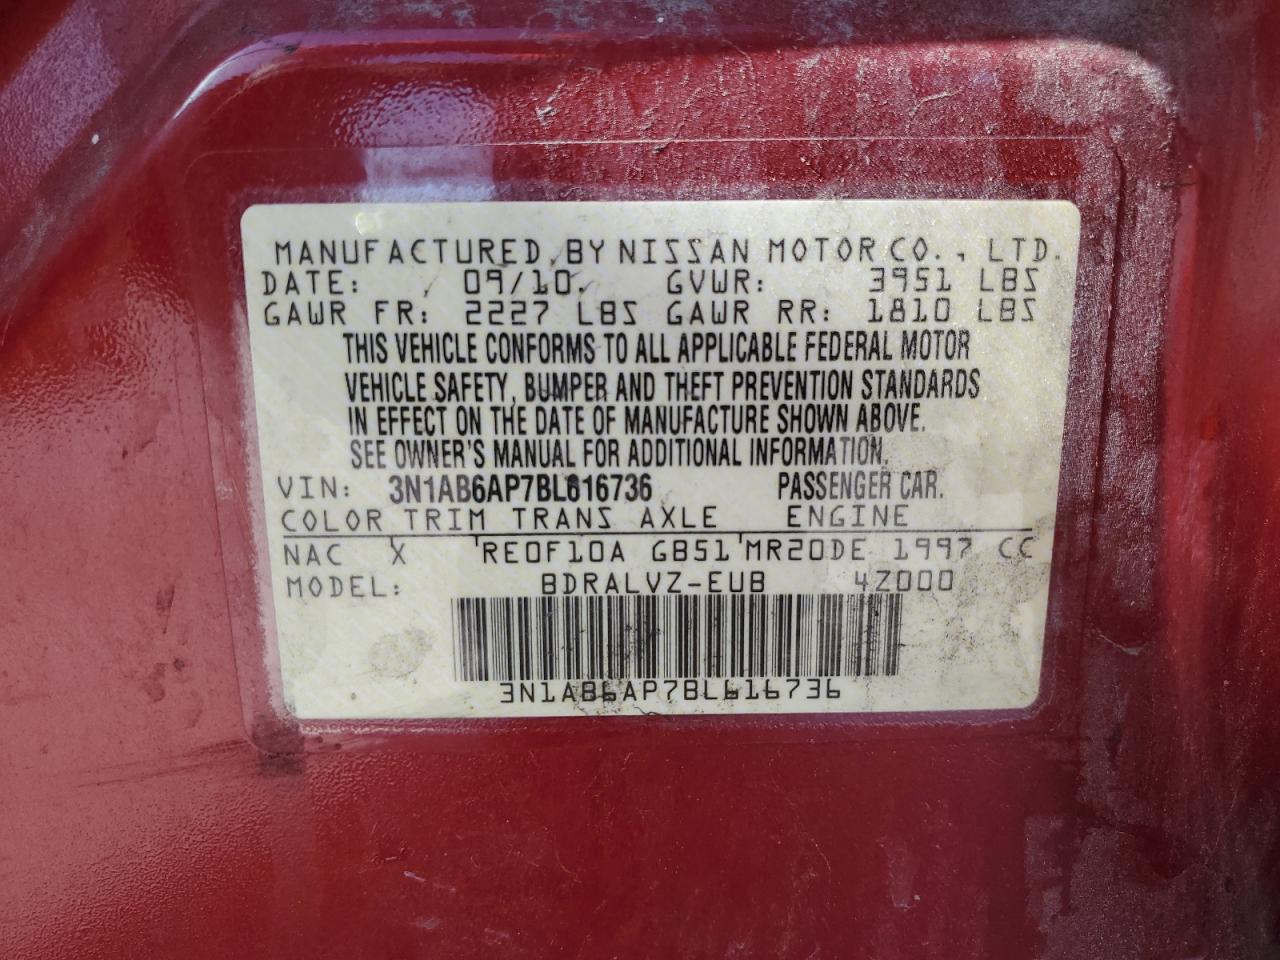 MANUFACTURED BY NISSAN MOTOR CO., LTD.
DATE: 09/10 GVWR: 3951 LBS
GAWR FR: 2227 LBS GAWR RR: 1810 LBS
THIS VEHICLE CONFORMS TO ALL APPLICABLE FEDERAL MOTOR
VEHICLE SAFETY, BUMPER AND THEFT PREVENTION STANDARDS
IN EFFECT ON THE DATE OF MANUFACTURE SHOWN ABOVE.
SEE OWNER'S MANUAL FOR ADDITIONAL INFORMATION.
VIN: 3N1AB6AP7BL616736 PASSENGER CAR.
COLOR TRIM TRANS AXLE ENGINE
NAC X RE0F10A GB51 MR20DE 1997 CC
MODEL: BDRALVZ-EUB 4Z000
3N1AB6AP7BL616736